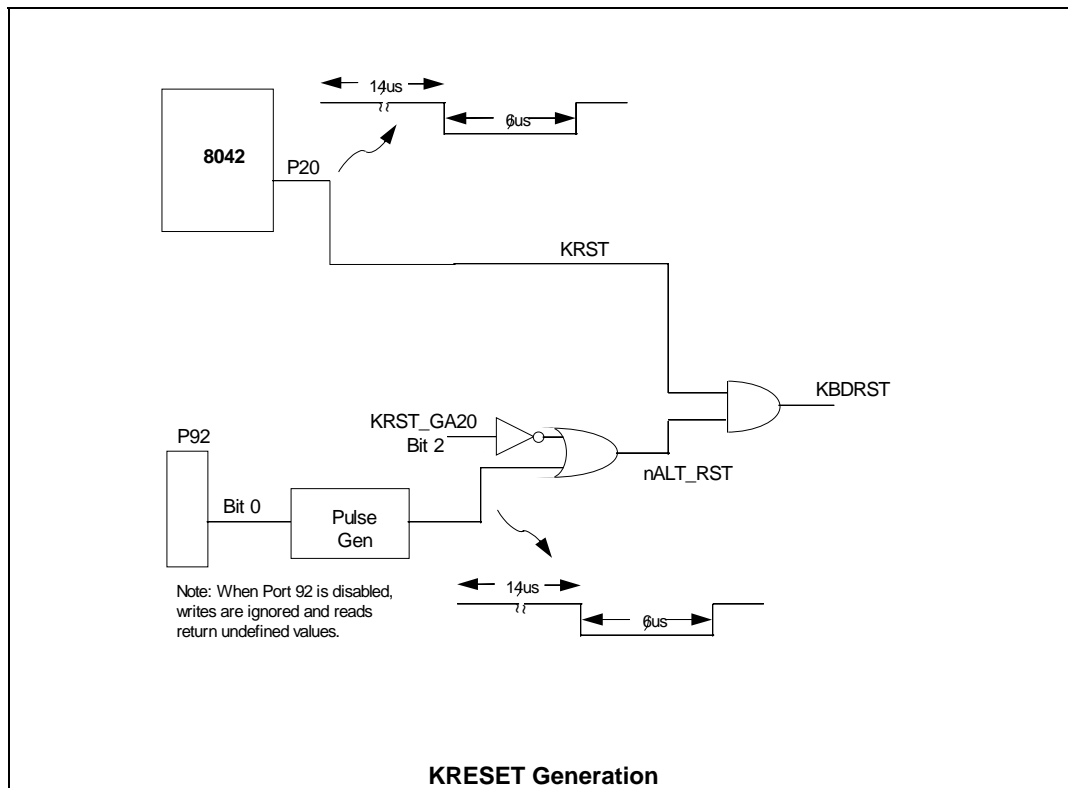 14us
6us
8042
P20
KRST
KBDRST
KRST_GA20
Bit 2
nALT_RST
P92
Bit 0
Pulse
Gen
14us
6us
Note: When Port 92 is disabled,
writes are ignored and reads
return undefined values.
KRESET Generation